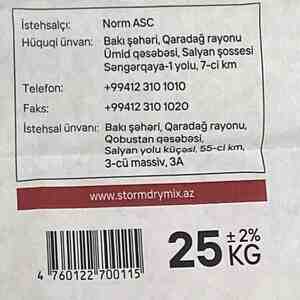 İstehsalçı: Norm ASC
Hüquqi ünvan: Bakı şəhəri, Qaradağ rayonu
Ümid qəsəbəsi, Salyan şossesi
Səngərqaya-1 yolu, 7-ci km
Telefon: +99412 310 1010
Faks: +99412 310 1020
İstehsal ünvanı: Bakı şəhəri, Qaradağ rayonu,
Qobustan qəsəbəsi,
Salyan yolu küçəsi, 55-ci km,
3-cü massiv, 3A
www.stormdrymix.az
25 ±2% KG
4 760122 700115